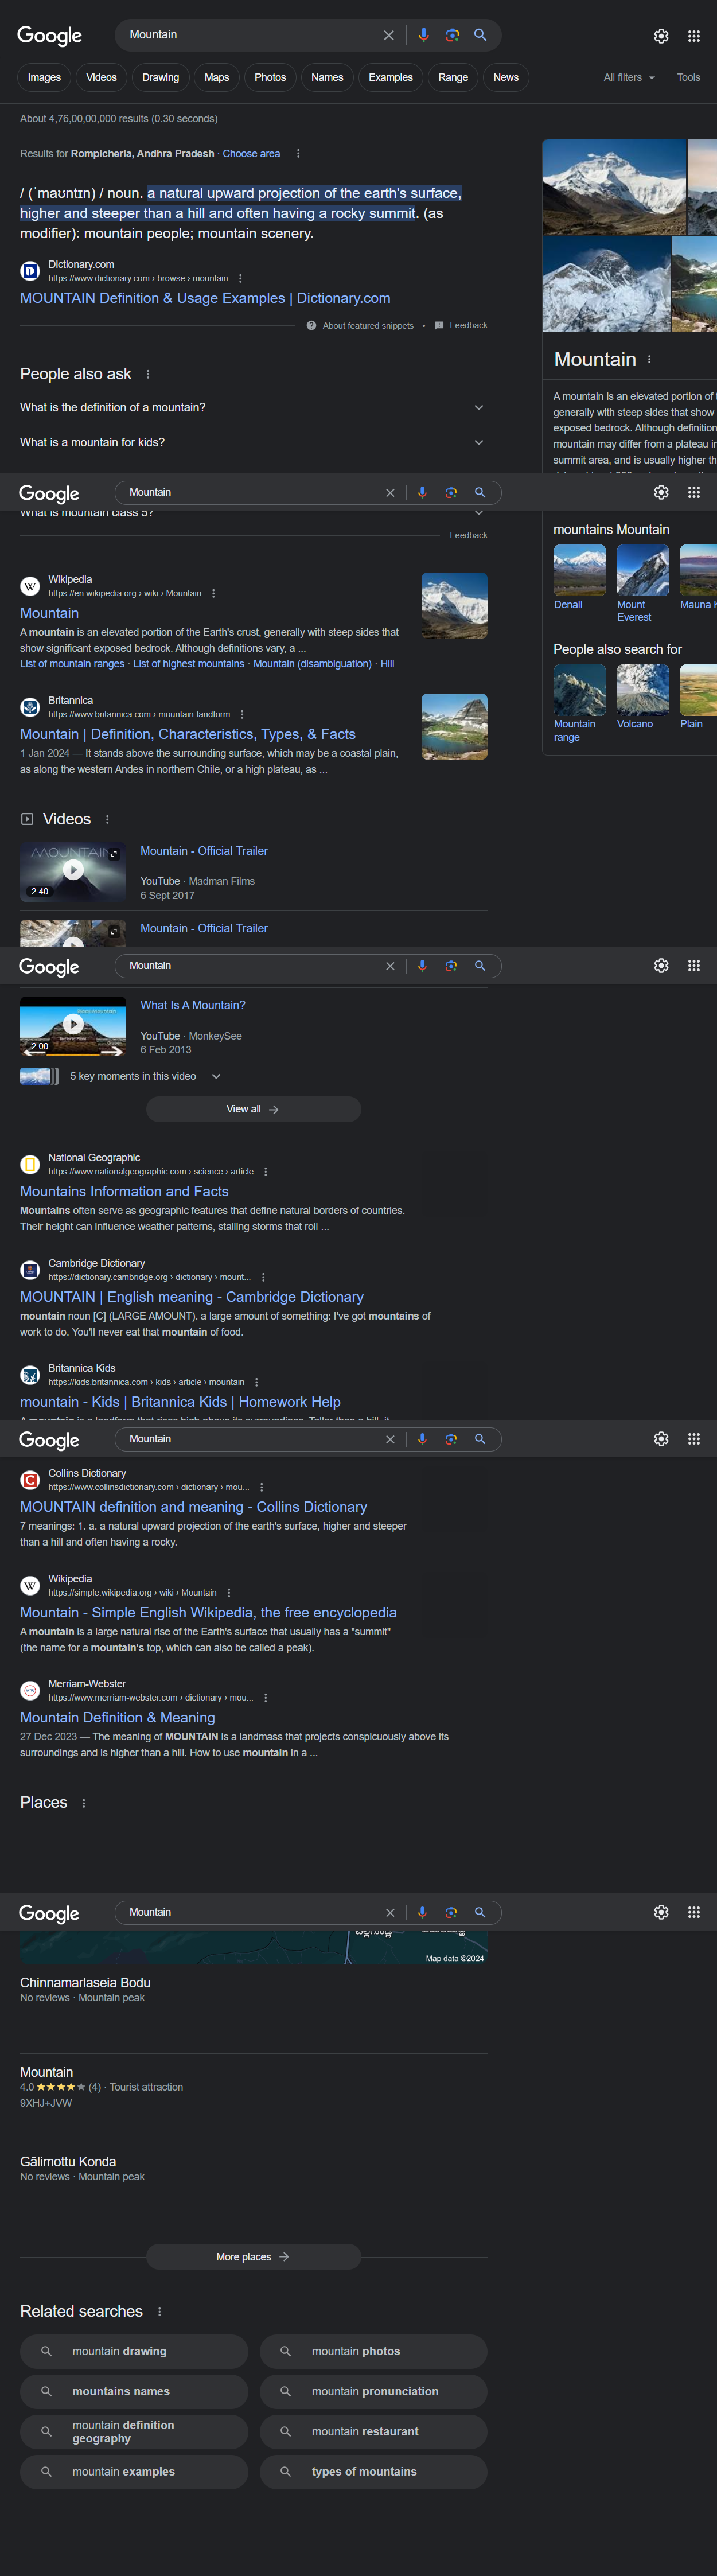 Google
Mountain
Images Videos Drawing Maps Photos Names Examples Range News
All filters Tools
About 4,76,00,00,000 results (0.30 seconds)
Results for Rompicherla, Andhra Pradesh · Choose area
/ (ˈmaʊntɪn) / noun. a natural upward projection of the earth's surface,
higher and steeper than a hill and often having a rocky summit. (as
modifier): mountain people; mountain scenery.
Dictionary.com
https://www.dictionary.com › browse › mountain
MOUNTAIN Definition & Usage Examples | Dictionary.com
About featured snippets • Feedback
People also ask
What is the definition of a mountain?
What is a mountain for kids?
Mountain
A mountain is an elevated portion of
generally with steep sides that show
exposed bedrock. Although definition
mountain may differ from a plateau in
summit area, and is usually higher th
Google
Mountain
What is mountain class 5?
Feedback
Wikipedia
https://en.wikipedia.org › wiki › Mountain
Mountain
A mountain is an elevated portion of the Earth's crust, generally with steep sides that
show significant exposed bedrock. Although definitions vary, a ...
List of mountain ranges · List of highest mountains · Mountain (disambiguation) · Hill
Britannica
https://www.britannica.com › mountain-landform
Mountain | Definition, Characteristics, Types, & Facts
1 Jan 2024 — It stands above the surrounding surface, which may be a coastal plain,
as along the western Andes in northern Chile, or a high plateau, as ...
mountains Mountain
Denali
Mount
Everest
Mauna
People also search for
Mountain
range
Volcano
Plain
Videos
MOUNTAIN
2:40
Mountain - Official Trailer
YouTube · Madman Films
6 Sept 2017
Mountain - Official Trailer
Google
Mountain
2:00
What Is A Mountain?
YouTube · MonkeySee
6 Feb 2013
5 key moments in this video
View all
National Geographic
https://www.nationalgeographic.com › science › article
Mountains Information and Facts
Mountains often serve as geographic features that define natural borders of countries.
Their height can influence weather patterns, stalling storms that roll ...
Cambridge Dictionary
https://dictionary.cambridge.org › dictionary › mount...
MOUNTAIN | English meaning - Cambridge Dictionary
mountain noun [C] (LARGE AMOUNT). a large amount of something: I've got mountains of
work to do. You'll never eat that mountain of food.
Britannica Kids
https://kids.britannica.com › kids › article › mountain
mountain - Kids | Britannica Kids | Homework Help
Google
Mountain
Collins Dictionary
https://www.collinsdictionary.com › dictionary › mou...
MOUNTAIN definition and meaning - Collins Dictionary
7 meanings: 1. a. a natural upward projection of the earth's surface, higher and steeper
than a hill and often having a rocky.
Wikipedia
https://simple.wikipedia.org › wiki › Mountain
Mountain - Simple English Wikipedia, the free encyclopedia
A mountain is a large natural rise of the Earth's surface that usually has a "summit"
(the name for a mountain's top, which can also be called a peak).
Merriam-Webster
https://www.merriam-webster.com › dictionary › mou...
Mountain Definition & Meaning
27 Dec 2023 — The meaning of MOUNTAIN is a landmass that projects conspicuously above its
surroundings and is higher than a hill. How to use mountain in a ...
Places
Google
Mountain
Map data ©2024
Chinnamarlaseia Bodu
No reviews · Mountain peak
Mountain
4.0 (4) · Tourist attraction
9XHJ+JVW
Gālimottu Konda
No reviews · Mountain peak
More places
Related searches
mountain drawing
mountain photos
mountains names
mountain pronunciation
mountain definition
geography
mountain restaurant
mountain examples
types of mountains